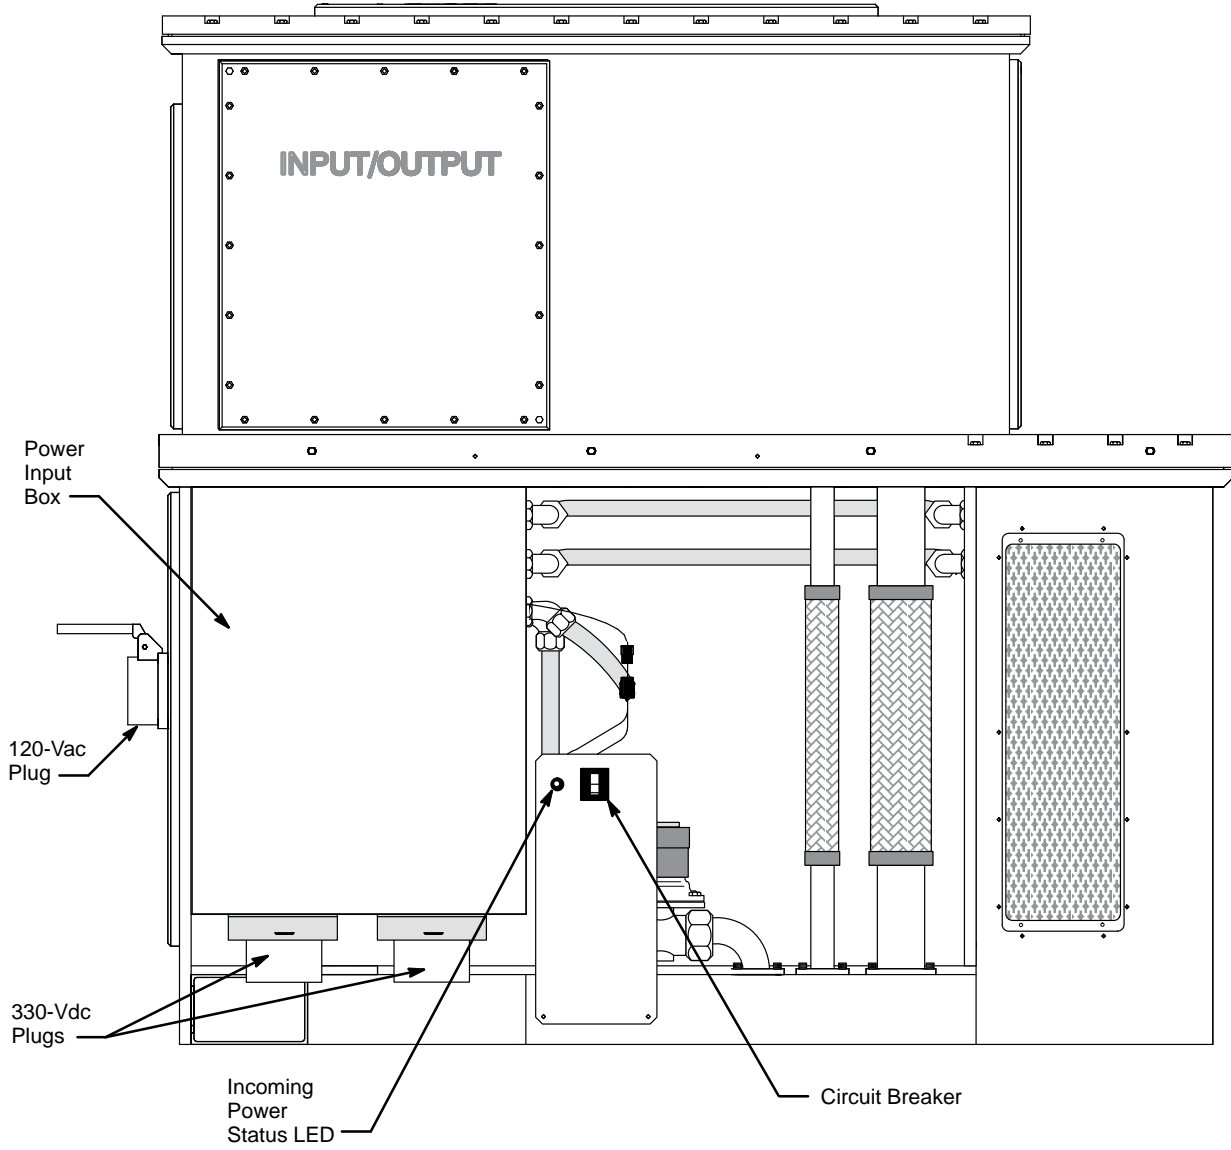 INPUT/OUTPUT
Power
Input
Box
120-Vac
Plug
330-Vdc
Plugs
Incoming
Power
Status LED
Circuit Breaker